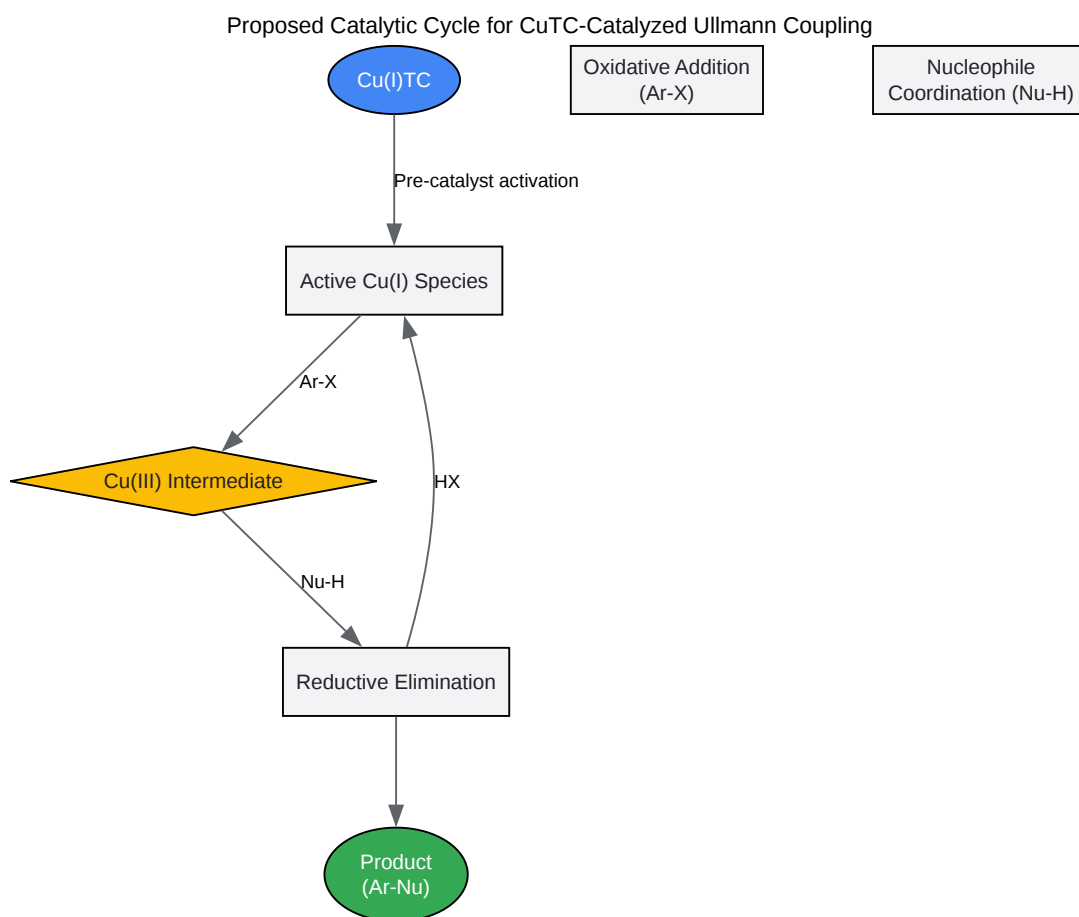 Proposed Catalytic Cycle for CuTC-Catalyzed Ullmann Coupling
Cu(I)TC
Oxidative Addition
(Ar-X)
Nucleophile
Coordination (Nu-H)
Pre-catalyst activation
Active Cu(I) Species
Ar-X
Cu(III) Intermediate
HX
Nu-H
Reductive Elimination
Product
(Ar-Nu)